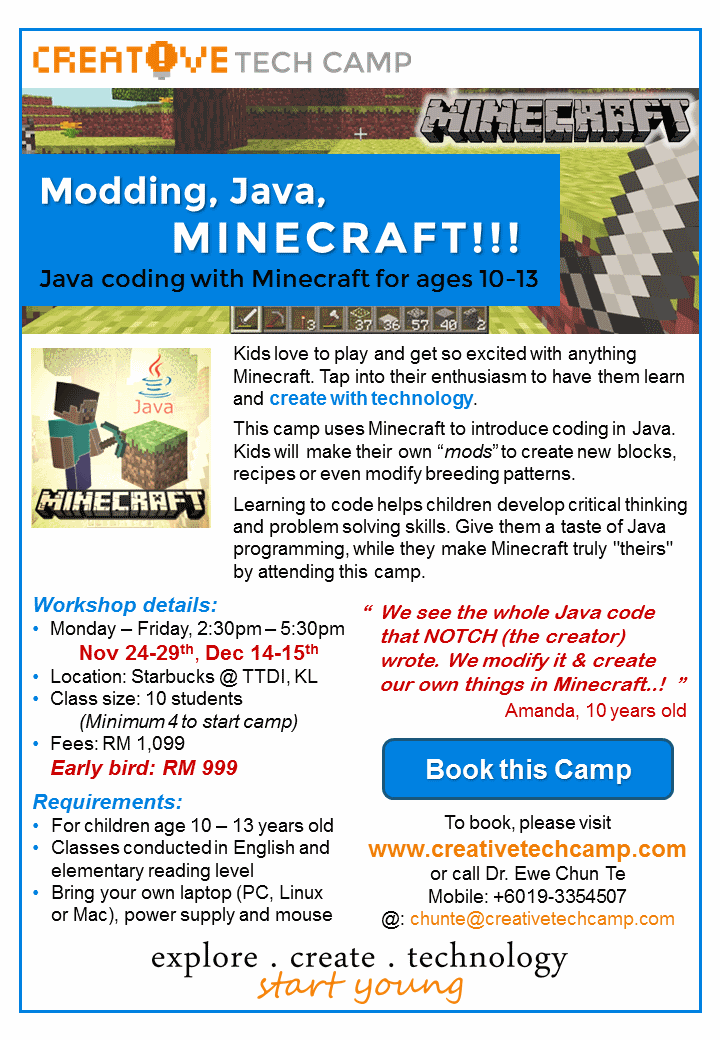 CREAT!VE TECH CAMP
MINECRAFT
Modding, Java,
MINECRAFT!!!
Java coding with Minecraft for ages 10-13
3 37 36 57 40 2
Kids love to play and get so excited with anything
Minecraft. Tap into their enthusiasm to have them learn
and create with technology.
Java
MINECRAFT
This camp uses Minecraft to introduce coding in Java.
Kids will make their own “mods” to create new blocks,
recipes or even modify breeding patterns.
Learning to code helps children develop critical thinking
and problem solving skills. Give them a taste of Java
programming, while they make Minecraft truly "theirs"
by attending this camp.
Workshop details:
• Monday – Friday, 2:30pm – 5:30pm
Nov 24-29th, Dec 14-15th
• Location: Starbucks @ TTDI, KL
• Class size: 10 students
(Minimum 4 to start camp)
• Fees: RM 1,099
Early bird: RM 999
Requirements:
• For children age 10 – 13 years old
• Classes conducted in English and
elementary reading level
• Bring your own laptop (PC, Linux
or Mac), power supply and mouse
“ We see the whole Java code
that NOTCH (the creator)
wrote. We modify it & create
our own things in Minecraft..! ”
Amanda, 10 years old
Book this Camp
To book, please visit
www.creativetechcamp.com
or call Dr. Ewe Chun Te
Mobile: +6019-3354507
@: chunte@creativetechcamp.com
explore . create . technology
start young